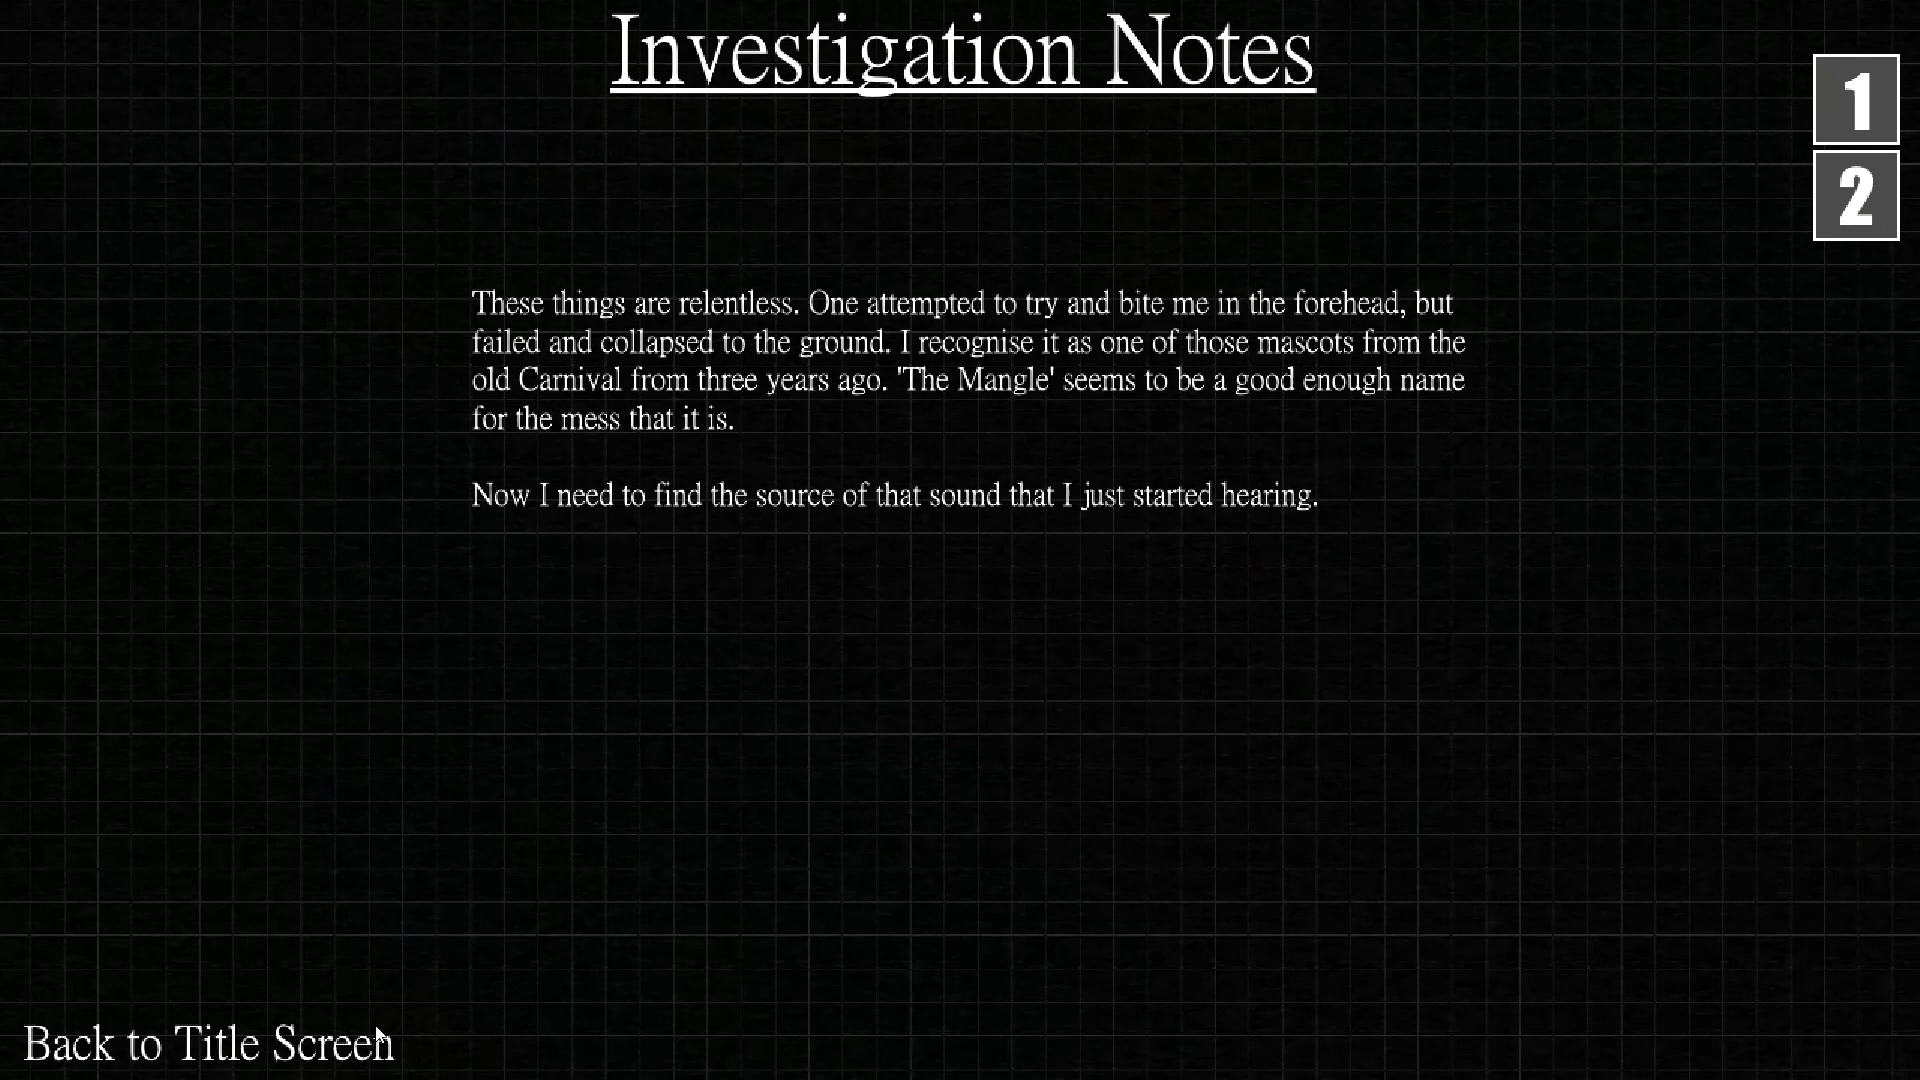 Investigation Notes
1
2
These things are relentless. One attempted to try and bite me in the forehead, but
failed and collapsed to the ground. I recognise it as one of those mascots from the
old Carnival from three years ago. 'The Mangle' seems to be a good enough name
for the mess that it is.
Now I need to find the source of that sound that I just started hearing.
Back to Title Screen